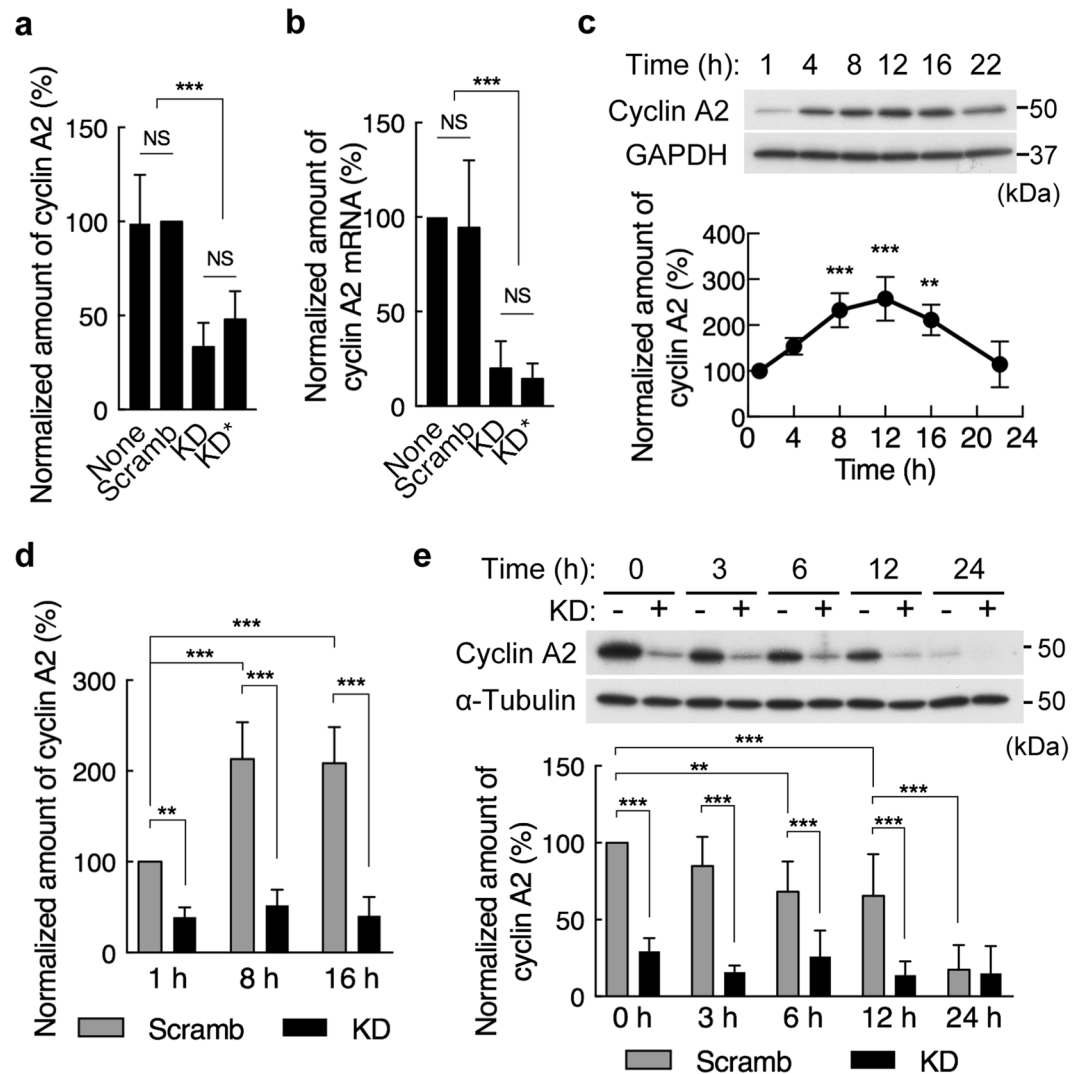 a
Normalized amount of cyclin A2 (%)
150
100
50
0
***
NS
NS
None
Scramb
KD
KD*
b
Normalized amount of
cyclin A2 mRNA (%)
150
100
50
0
***
NS
NS
None
Scramb
KD
KD*
c
Time (h): 1 4 8 12 16 22
Cyclin A2 50
GAPDH 37
(kDa)
Normalized amount of
cyclin A2 (%)
400
300
200
100
0
*** *** **
0 4 8 12 16 20 24
Time (h)
d
Normalized amount of cyclin A2 (%)
300
200
100
0
***
***
*** ***
**
1 h 8 h 16 h
Scramb KD
e
Time (h): 0 3 6 12 24
KD: - + - + - + - + - +
Cyclin A2 50
α-Tubulin 50
(kDa)
Normalized amount of
cyclin A2 (%)
150
100
50
0
***
**
***
*** *** *** ***
0 h 3 h 6 h 12 h 24 h
Scramb KD